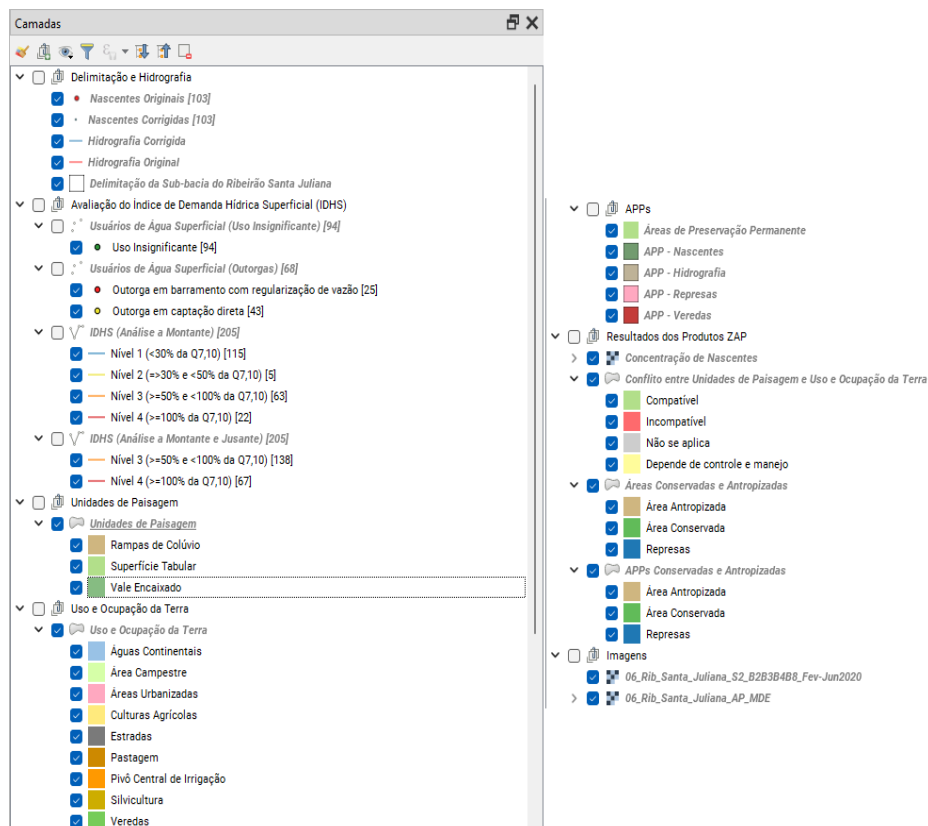 Camadas
Delimitação e Hidrografia
Nascentes Originais [103]
Nascentes Corrigidas [103]
Hidrografia Corrigida
Hidrografia Original
Delimitação da Sub-bacia do Ribeirão Santa Juliana
Avaliação do Índice de Demanda Hídrica Superficial (IDHS)
Usuários de Água Superficial (Uso Insignificante) [94]
Uso Insignificante [94]
Usuários de Água Superficial (Outorgas) [68]
Outorga em barramento com regularização de vazão [25]
Outorga em captação direta [43]
IDHS (Análise a Montante) [205]
Nível 1 (<30% da Q7,10) [115]
Nível 2 (=>30% e <50% da Q7,10) [5]
Nível 3 (>=50% e <100% da Q7,10) [63]
Nível 4 (>=100% da Q7,10) [22]
IDHS (Análise a Montante e Jusante) [205]
Nível 3 (>=50% e <100% da Q7,10) [138]
Nível 4 (>=100% da Q7,10) [67]
Unidades de Paisagem
Unidades de Paisagem
Rampas de Colúvio
Superfície Tabular
Vale Encaixado
Uso e Ocupação da Terra
Uso e Ocupação da Terra
Águas Continentais
Área Campestre
Áreas Urbanizadas
Culturas Agrícolas
Estradas
Pastagem
Pivô Central de Irrigação
Silvicultura
Veredas
APPs
Áreas de Preservação Permanente
APP - Nascentes
APP - Hidrografia
APP - Represas
APP - Veredas
Resultados dos Produtos ZAP
Concentração de Nascentes
Conflito entre Unidades de Paisagem e Uso e Ocupação da Terra
Compatível
Incompatível
Não se aplica
Depende de controle e manejo
Áreas Conservadas e Antropizadas
Área Antropizada
Área Conservada
Represas
APPs Conservadas e Antropizadas
Área Antropizada
Área Conservada
Represas
Imagens
06_Rib_Santa_Juliana_S2_B2B3B4B8_Fev-Jun2020
06_Rib_Santa_Juliana_AP_MDE